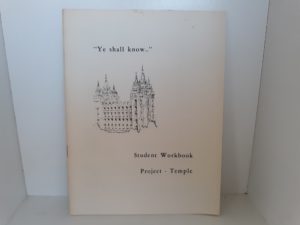 "Ye shall know.."
Student Workbook
Project - Temple